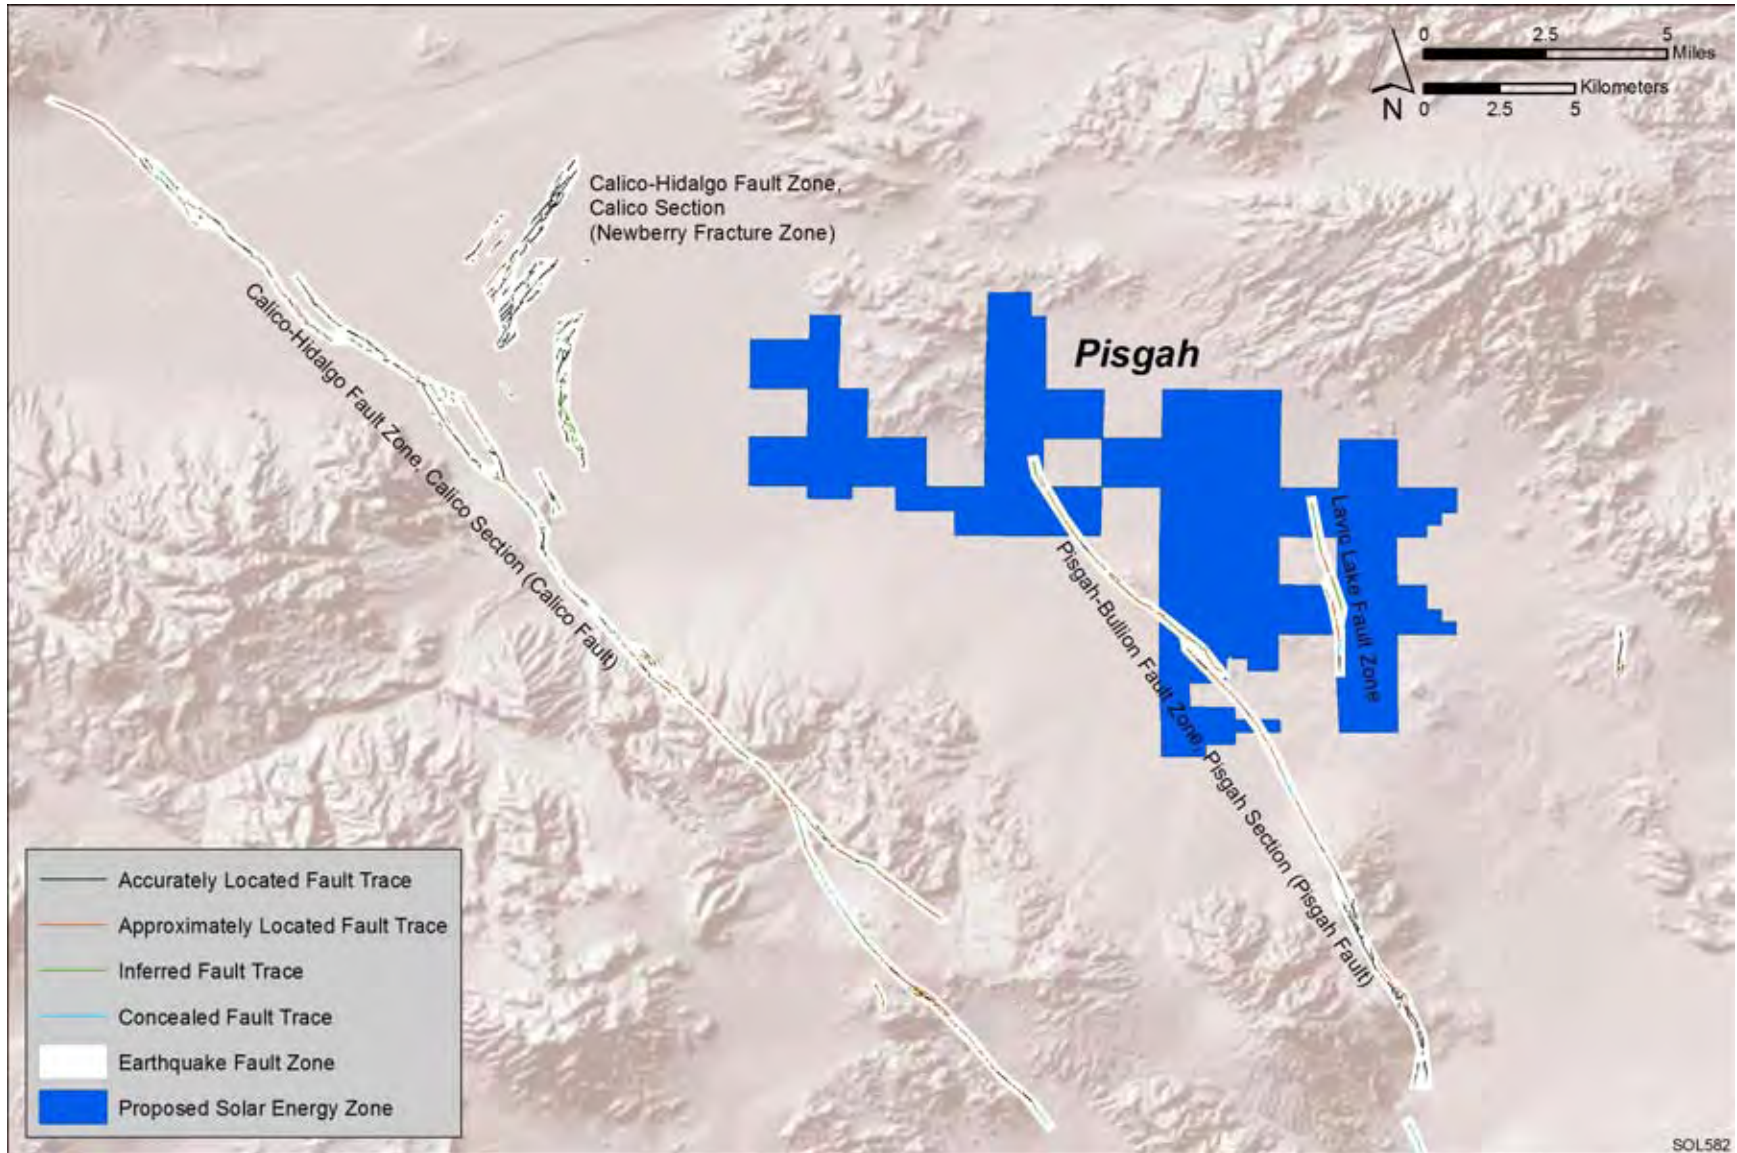 0 2.5 5
Miles
Kilometers
0 2.5 5
N
Calico-Hidalgo Fault Zone,
Calico Section
(Newberry Fracture Zone)
Calico-Hidalgo Fault Zone, Calico Section (Calico Fault)
Pisgah
Lavic Lake Fault Zone
Pisgah-Bullion Fault Zone, Pisgah Section (Pisgah Fault)
Accurately Located Fault Trace
Approximately Located Fault Trace
Inferred Fault Trace
Concealed Fault Trace
Earthquake Fault Zone
Proposed Solar Energy Zone
SOL582